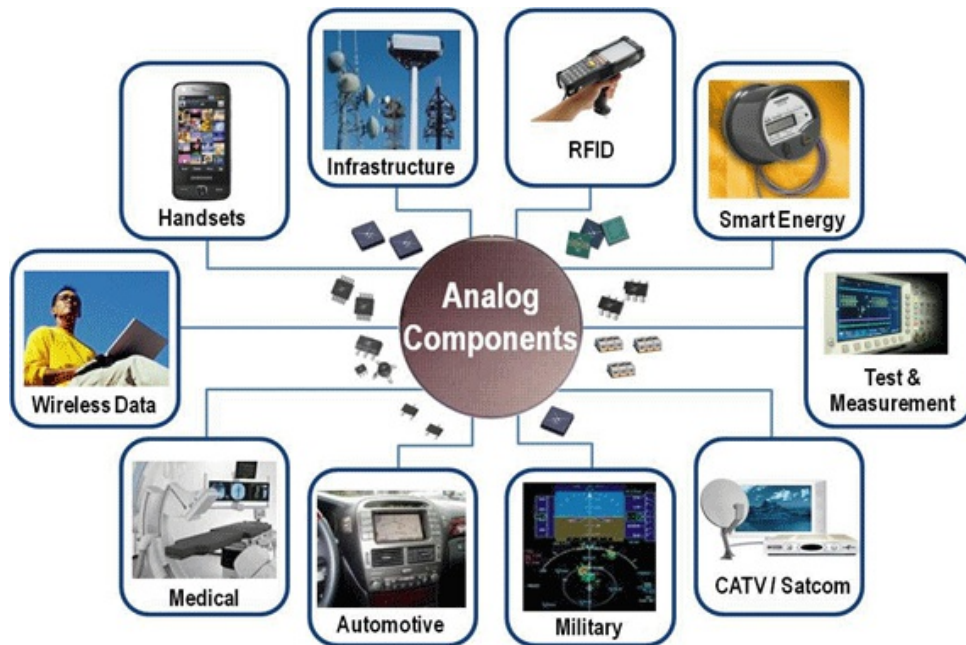 Infrastructure
RFID
Handsets
Smart Energy
Analog
Components
Wireless Data
Test &
Measurement
Medical
Automotive
Military
CATV / Satcom